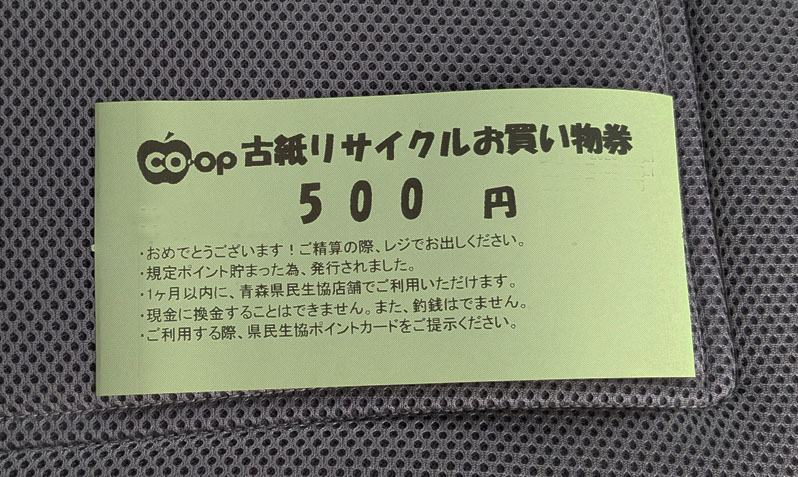 CO-OP 古紙リサイクルお買い物券
500 円
・おめでとうございます！ご精算の際、レジでお出しください。
・規定ポイント貯まった為、発行されました。
・1ヶ月以内に、青森県民生協店舗でご利用いただけます。
・現金に換金することはできません。また、釣銭はでません。
・ご利用する際、県民生協ポイントカードをご提示ください。